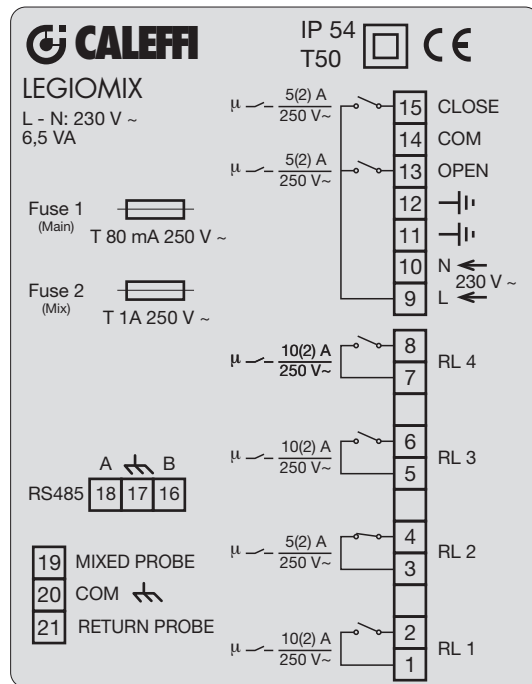 CALEFFI
IP 54
T50
CE
LEGIOMIX
L - N: 230 V ~
6,5 VA
µ 5(2) A
250 V~
15 CLOSE
14 COM
µ 5(2) A
250 V~
13 OPEN
12
11
10 N
230 V ~
9 L
Fuse 1
(Main)
T 80 mA 250 V ~
Fuse 2
(Mix)
T 1A 250 V ~
µ 10(2) A
250 V~
8
7
RL 4
µ 10(2) A
250 V~
6
5
RL 3
A B
RS485 18 17 16
µ 5(2) A
250 V~
4
3
RL 2
19 MIXED PROBE
20 COM
21 RETURN PROBE
µ 10(2) A
250 V~
2
1
RL 1